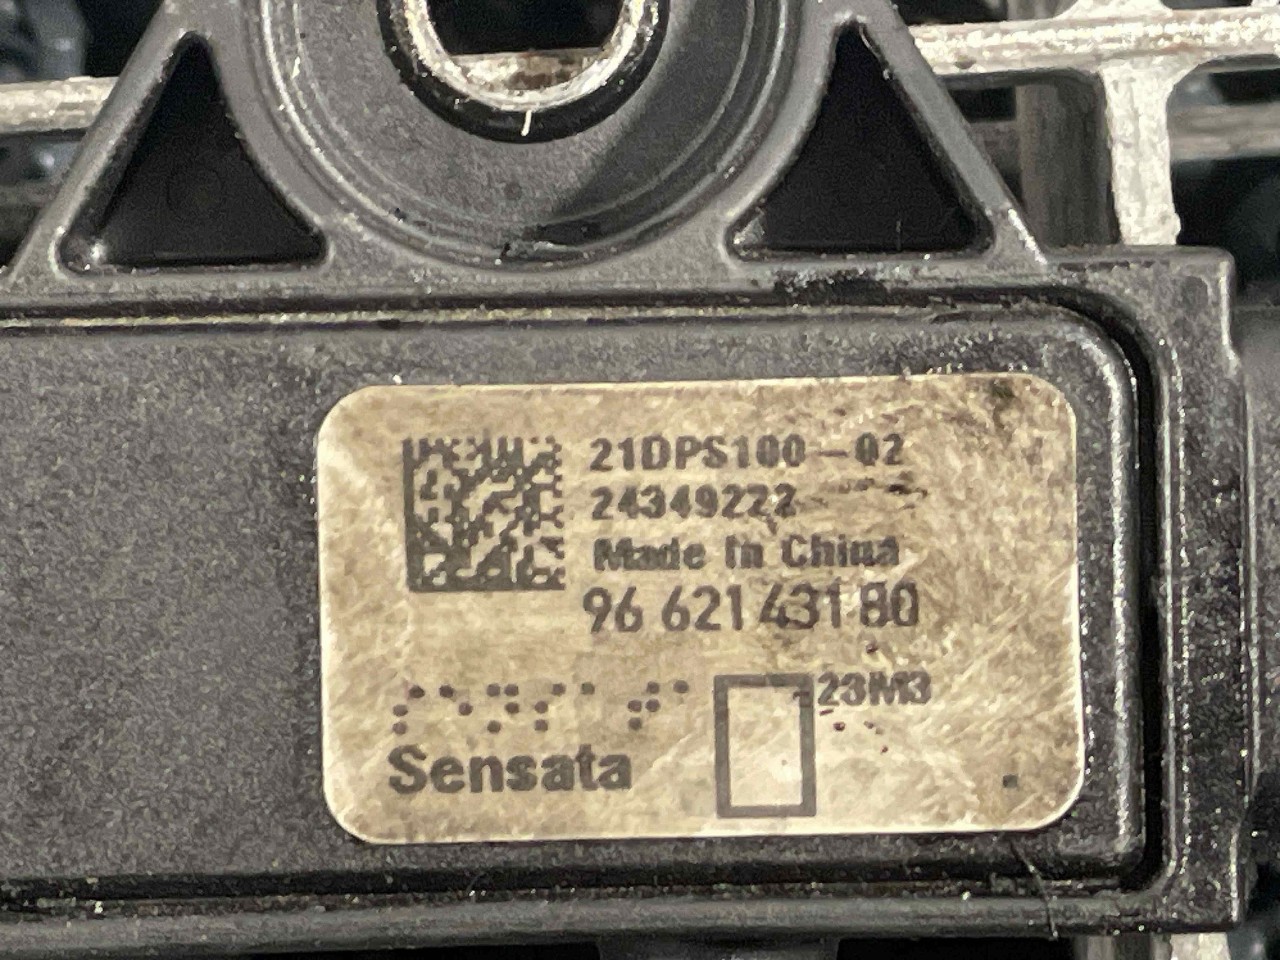 21DPS100-02
24349222
Made In China
96 621 431 80
23M3
Sensata